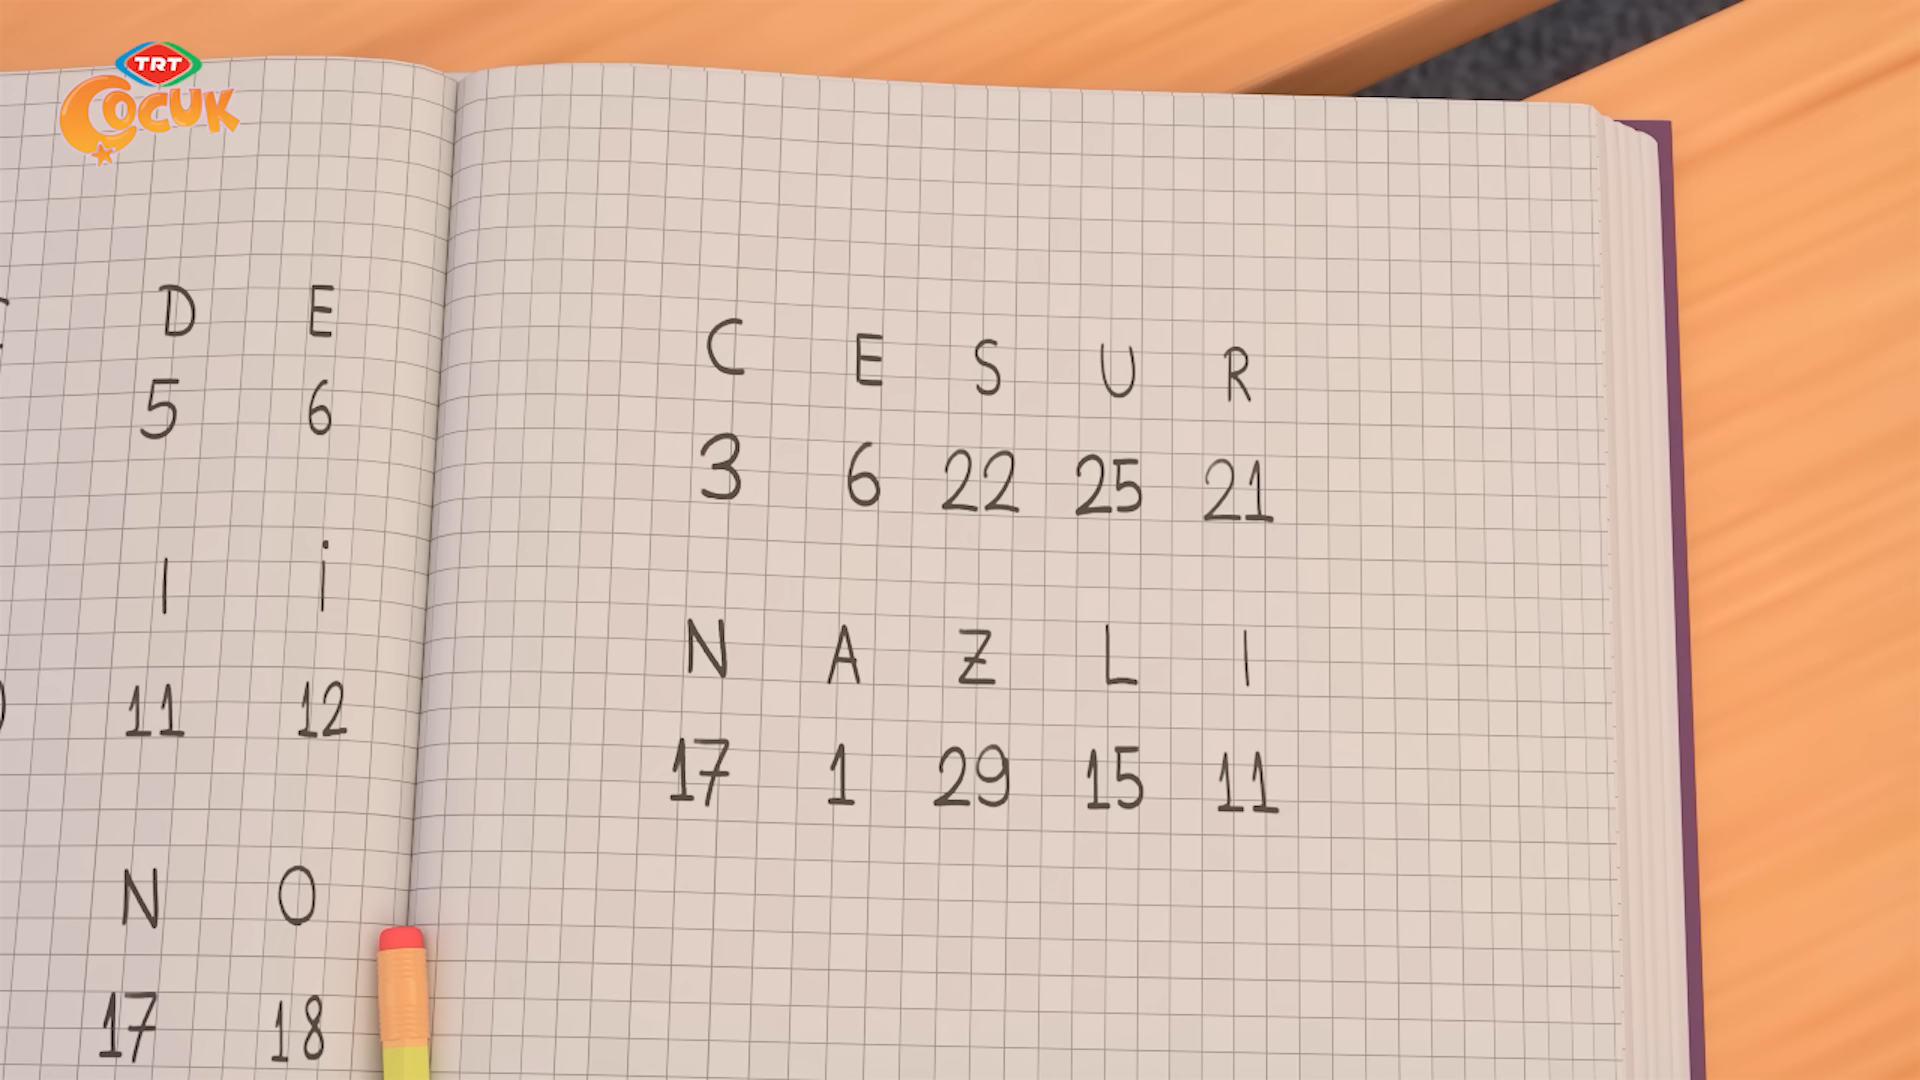 TRT
ÇOCUK
D E
5 6
I İ
11 12
N O
17 18
C E S U R
3 6 22 25 21
N A Z L I
17 1 29 15 11